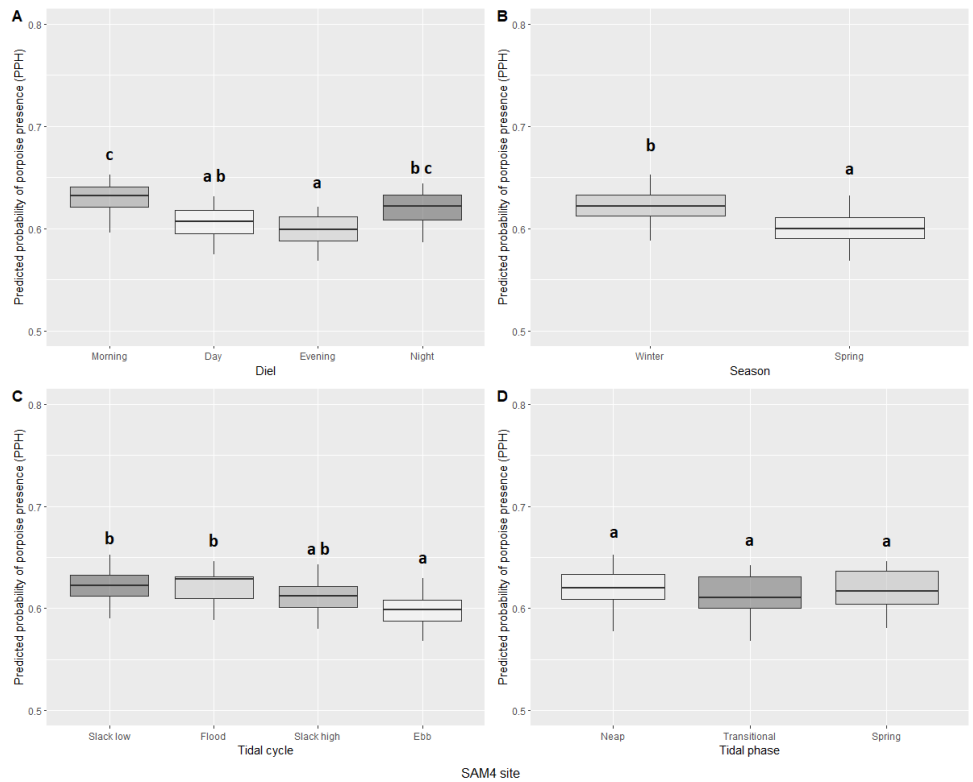 A
Predicted probability of porpoise presence (PPH)
0.8
0.7
0.6
0.5
c
a b
a
b c
Morning Day Evening Night
Diel
B
Predicted probability of porpoise presence (PPH)
0.8
0.7
0.6
0.5
b
a
Winter Spring
Season
C
Predicted probability of porpoise presence (PPH)
0.8
0.7
0.6
0.5
b
b
a b
a
Slack low Flood Slack high Ebb
Tidal cycle
D
Predicted probability of porpoise presence (PPH)
0.8
0.7
0.6
0.5
a
a
a
Neap Transitional Spring
Tidal phase
SAM4 site